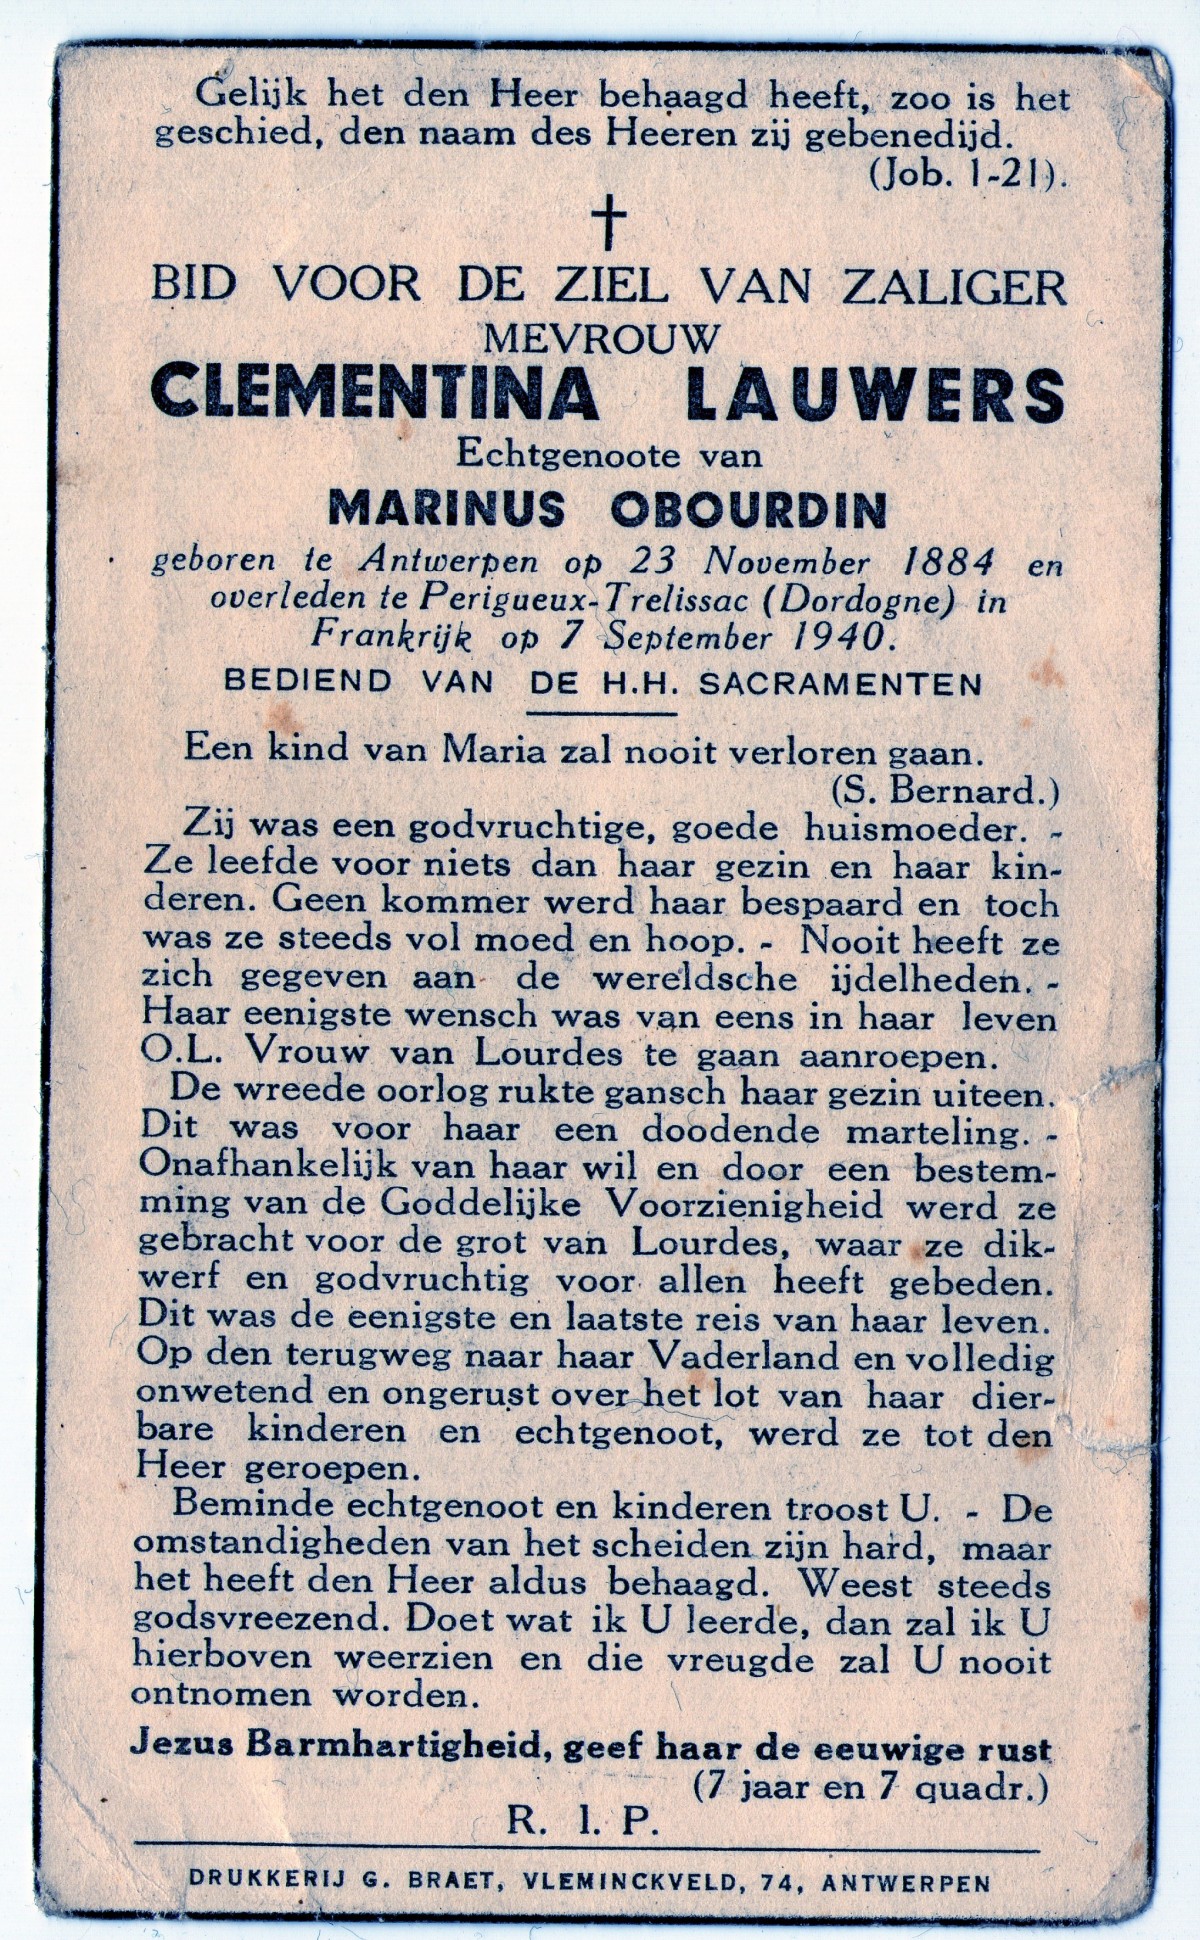 Gelijk het den Heer behaagd heeft, zoo is het
geschied, den naam des Heeren zij gebenedijd.
(Job. 1-21).
BID VOOR DE ZIEL VAN ZALIGER
MEVROUW
CLEMENTINA LAUWERS
Echtgenoote van
MARINUS OBOURDIN
geboren te Antwerpen op 23 November 1884 en
overleden te Perigueux-Trelissac (Dordogne) in
Frankrijk op 7 September 1940.
BEDIEND VAN DE H.H. SACRAMENTEN
Een kind van Maria zal nooit verloren gaan.
(S. Bernard.)
Zij was een godvruchtige, goede huismoeder. -
Ze leefde voor niets dan haar gezin en haar kin-
deren. Geen kommer werd haar bespaard en toch
was ze steeds vol moed en hoop. - Nooit heeft ze
zich gegeven aan de wereldsche ijdelheden. -
Haar eenigste wensch was van eens in haar leven
O.L. Vrouw van Lourdes te gaan aanroepen.
De wreede oorlog rukte gansch haar gezin uiteen.
Dit was voor haar een doodende marteling. -
Onafhankelijk van haar wil en door een bestem-
ming van de Goddelijke Voorzienigheid werd ze
gebracht voor de grot van Lourdes, waar ze dik-
werf en godvruchtig voor allen heeft gebeden.
Dit was de eenigste en laatste reis van haar leven.
Op den terugweg naar haar Vaderland en volledig
onwetend en ongerust over het lot van haar dier-
bare kinderen en echtgenoot, werd ze tot den
Heer geroepen.
Beminde echtgenoot en kinderen troost U. - De
omstandigheden van het scheiden zijn hard, maar
het heeft den Heer aldus behaagd. Weest steeds
godsvreezend. Doet wat ik U leerde, dan zal ik U
hierboven weerzien en die vreugde zal U nooit
ontnomen worden.
Jezus Barmhartigheid, geef haar de eeuwige rust
(7 jaar en 7 quadr.)
R. I. P.
DRUKKERIJ G. BRAET, VLEMINCKVELD, 74, ANTWERPEN